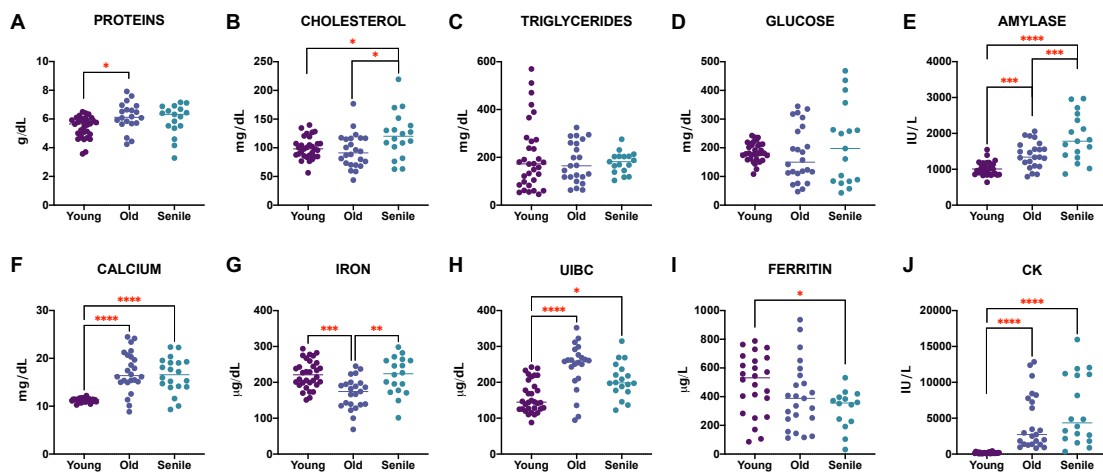 A PROTEINS
*
g/dL
10
8
6
4
2
0
Young Old Senile
B CHOLESTEROL
*
*
mg/dL
250
200
150
100
50
0
Young Old Senile
C TRIGLYCERIDES
mg/dL
600
400
200
0
Young Old Senile
D GLUCOSE
mg/dL
500
400
300
200
100
0
Young Old Senile
E AMYLASE
****
***
***
IU/L
4000
3000
2000
1000
0
Young Old Senile
F CALCIUM
****
****
mg/dL
30
20
10
0
Young Old Senile
G IRON
***
**
µg/dL
400
300
200
100
0
Young Old Senile
H UIBC
*
****
µg/dL
400
300
200
100
0
Young Old Senile
I FERRITIN
*
µg/L
1000
800
600
400
200
0
Young Old Senile
J CK
****
****
IU/L
20000
15000
10000
5000
0
Young Old Senile